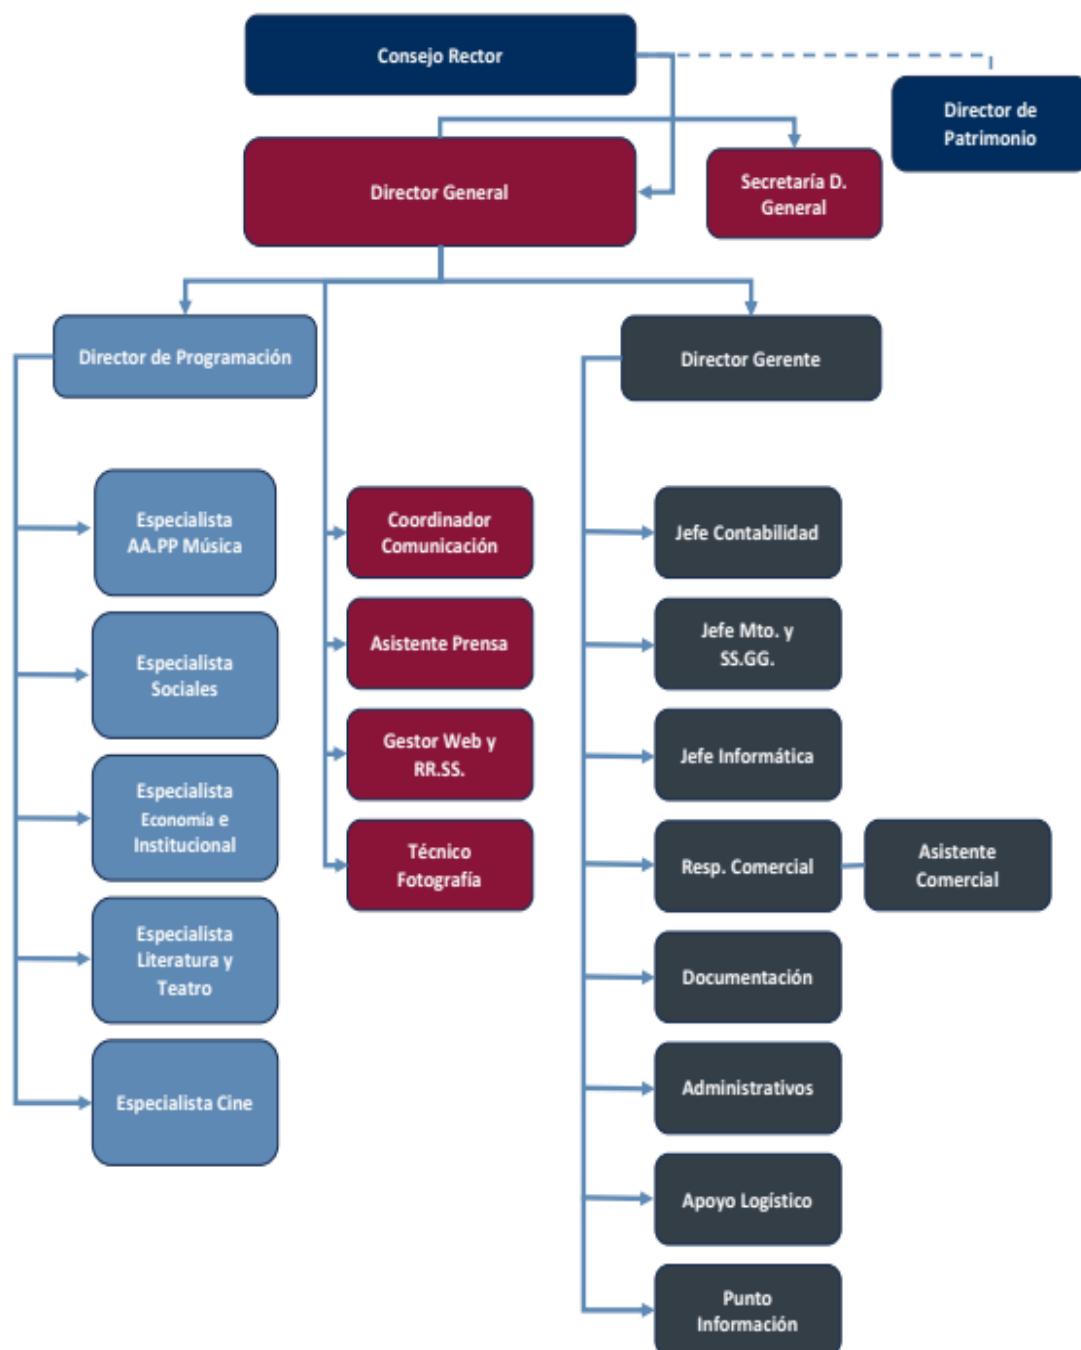 Consejo Rector
Director de
Patrimonio
Director General
Secretaría D.
General
Director de Programación
Director Gerente
Especialista
AA.PP Música
Especialista
Sociales
Especialista
Economía e
Institucional
Especialista
Literatura y
Teatro
Especialista Cine
Coordinador
Comunicación
Asistente Prensa
Gestor Web y
RR.SS.
Técnico
Fotografía
Jefe Contabilidad
Jefe Mto. y
SS.GG.
Jefe Informática
Resp. Comercial
Asistente
Comercial
Documentación
Administrativos
Apoyo Logístico
Punto
Información